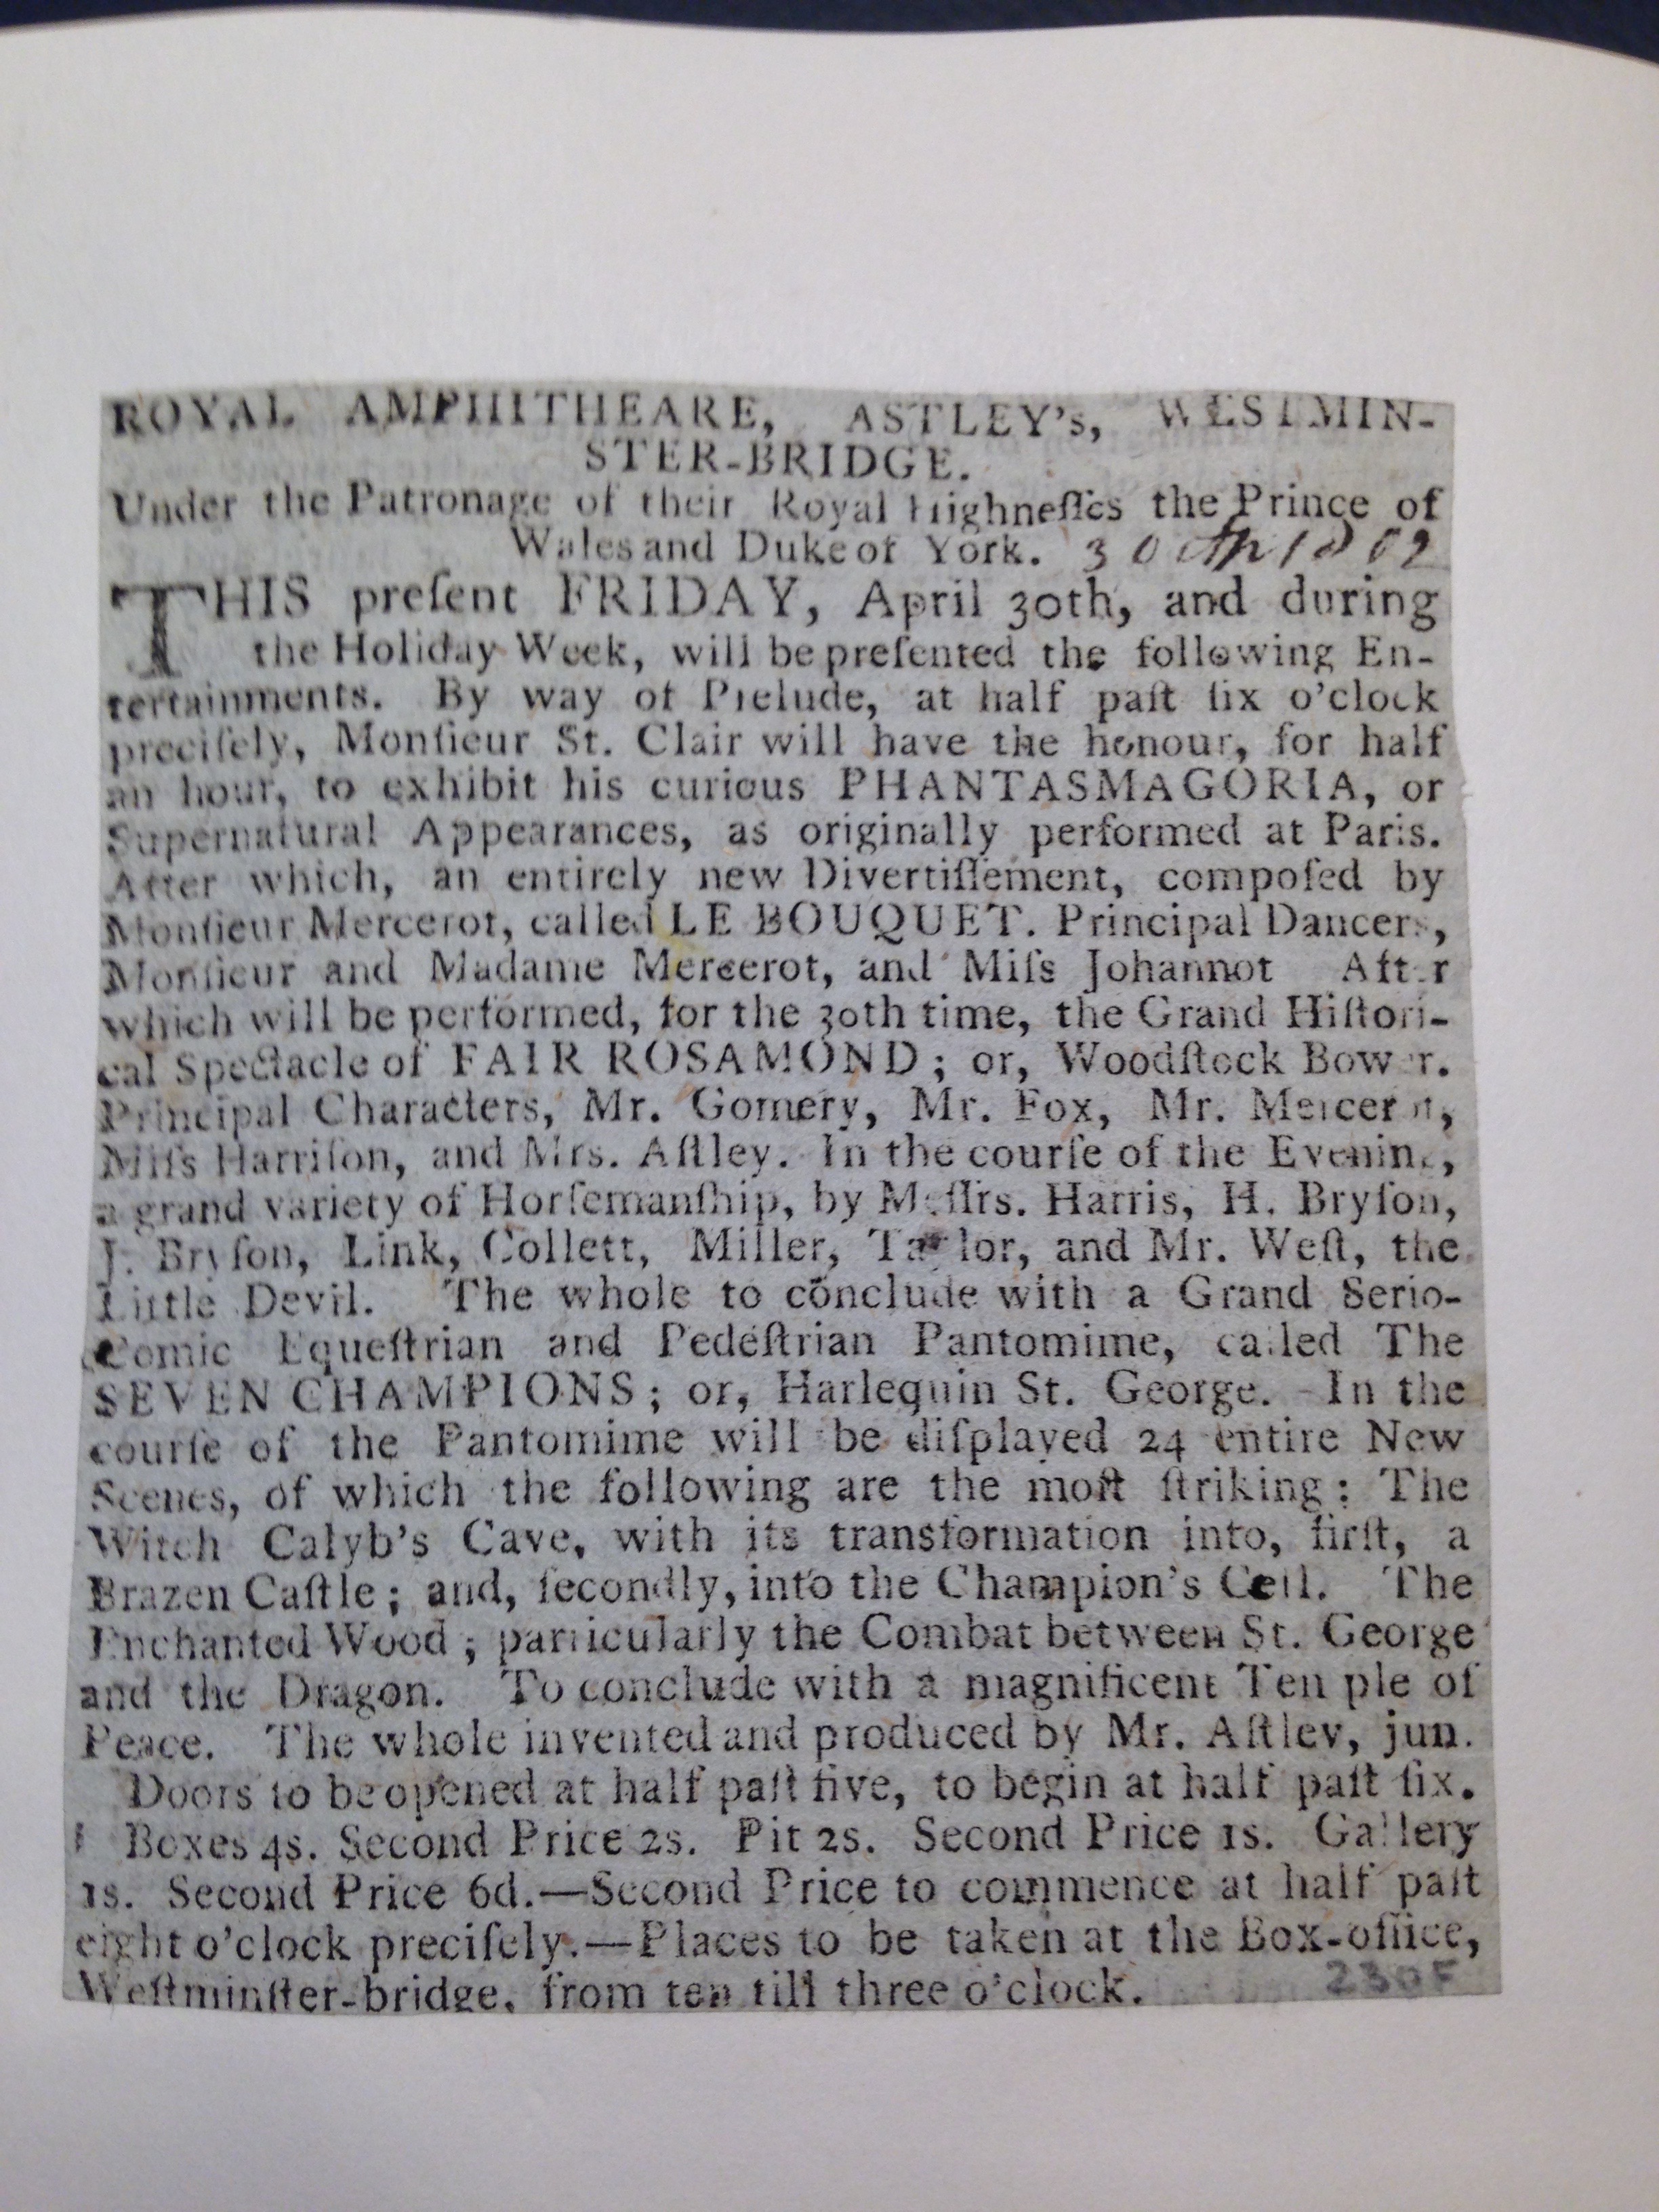 ROYAL AMPHITHEARE, ASTLEY's, WESTMIN-
STER-BRIDGE.
Under the Patronage of their Royal Highneſſes the Prince of
Wales and Duke of York. 30 Ap 1802
THIS preſent FRIDAY, April 30th, and during
the Holiday Week, will be preſented the following En-
tertainments. By way of Prelude, at half paſt ſix o'clock
preciſely, Monſieur St. Clair will have the honour, for half
an hour, to exhibit his curious PHANTASMAGORIA, or
Supernatural Appearances, as originally performed at Paris.
After which, an entirely new Divertiſſement, compoſed by
Monſieur Mercerot, called LE BOUQUET. Principal Dancers,
Monſieur and Madame Mercerot, and Miſs Johannot After
which will be performed, for the 30th time, the Grand Hiſtori-
cal Spectacle of FAIR ROSAMOND; or, Woodſtock Bower.
Principal Characters, Mr. Gomery, Mr. Fox, Mr. Mercerot,
Miſs Harriſon, and Mrs. Aſtley. In the courſe of the Evening,
a grand variety of Horſemanſhip, by Meſſrs. Harris, H. Bryſon,
J. Bryſon, Link, Collett, Miller, Taylor, and Mr. Weſt, the
Little Devil. The whole to conclude with a Grand Serio-
Comic Equeſtrian and Pedeſtrian Pantomime, called The
SEVEN CHAMPIONS; or, Harlequin St. George. In the
courſe of the Pantomime will be diſplayed 24 entire New
Scenes, of which the following are the moſt ſtriking: The
Witch Calyb's Cave, with its transformation into, firſt, a
Brazen Caſtle; and, ſecondly, into the Champion's Cell. The
Enchanted Wood; particularly the Combat between St. George
and the Dragon. To conclude with a magnificent Temple of
Peace. The whole invented and produced by Mr. Aſtley, jun.
Doors to be opened at half paſt five, to begin at half paſt ſix.
Boxes 4s. Second Price 2s. Pit 2s. Second Price 1s. Gallery
1s. Second Price 6d.—Second Price to commence at half paſt
eight o'clock preciſely.—Places to be taken at the Box-office,
Weſtminſter-bridge, from ten till three o'clock.
230F